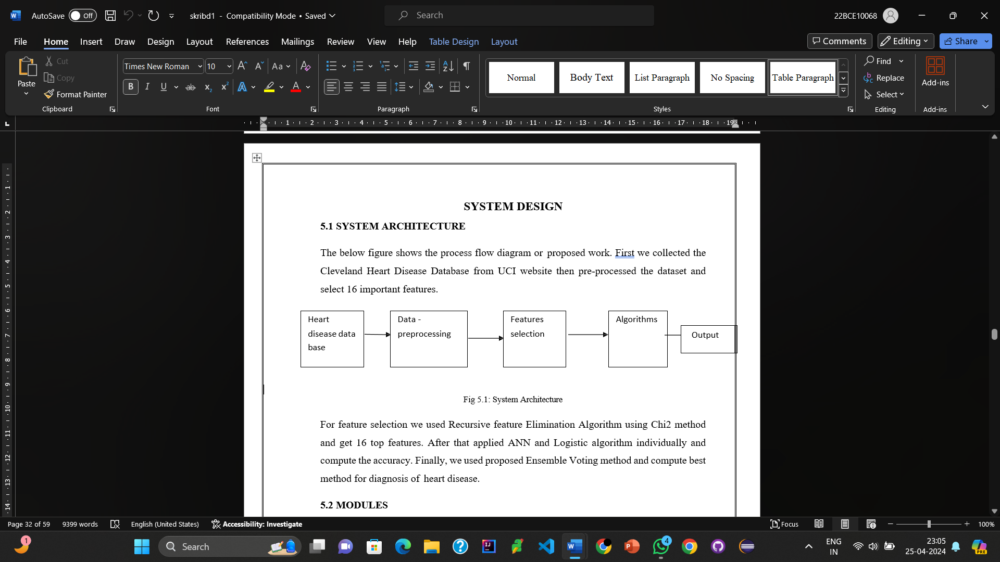 AutoSave Off skribd1 - Compatibility Mode • Saved Search 22BCE10068
File Home Insert Draw Design Layout References Mailings Review View Help Table Design Layout Comments Editing Share
Paste Cut Copy Format Painter Clipboard
Times New Roman 10 Font
Paragraph
Normal Body Text List Paragraph No Spacing Table Paragraph Styles
Find Replace Select Editing
Add-ins Add-ins
1 2 3 4 5 6 7 8 9 10 11 12 13 14 15 16 17 18 19
1 2 3 4 5 6 7 8 9 10 11 12 13 14
SYSTEM DESIGN
5.1 SYSTEM ARCHITECTURE
The below figure shows the process flow diagram or proposed work. First we collected the
Cleveland Heart Disease Database from UCI website then pre-processed the dataset and
select 16 important features.
Heart
disease data
base
Data -
preprocessing
Features
selection
Algorithms
Output
Fig 5.1: System Architecture
For feature selection we used Recursive feature Elimination Algorithm using Chi2 method
and get 16 top features. After that applied ANN and Logistic algorithm individually and
compute the accuracy. Finally, we used proposed Ensemble Voting method and compute best
method for diagnosis of heart disease.
5.2 MODULES
Page 32 of 59 9399 words English (United States) Accessibility: Investigate Focus 100%
1 Search 4 ENG 23:05
IN 25-04-2024 PRE